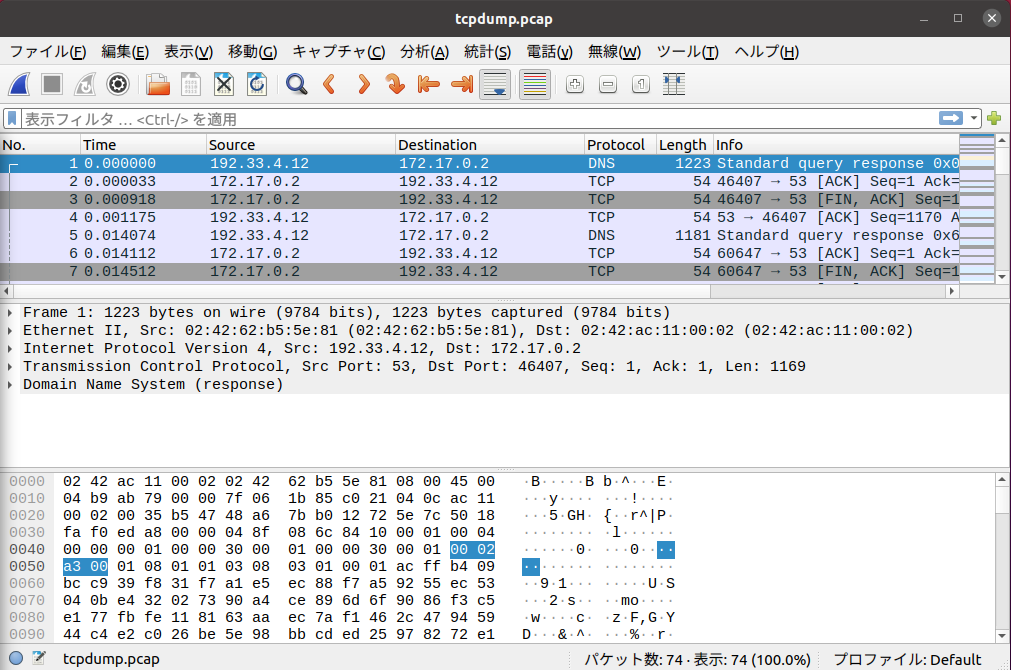 tcpdump.pcap
ファイル(F) 編集(E) 表示(V) 移動(G) キャプチャ(C) 分析(A) 統計(S) 電話(y) 無線(W) ツール(T) ヘルプ(H)
表示フィルタ … <Ctrl-/> を適用
No. Time Source Destination Protocol Length Info
1 0.000000 192.33.4.12 172.17.0.2 DNS 1223 Standard query response 0x0
2 0.000033 172.17.0.2 192.33.4.12 TCP 54 46407 → 53 [ACK] Seq=1 Ack=
3 0.000918 172.17.0.2 192.33.4.12 TCP 54 46407 → 53 [FIN, ACK] Seq=1
4 0.001175 192.33.4.12 172.17.0.2 TCP 54 53 → 46407 [ACK] Seq=1170 A
5 0.014074 192.33.4.12 172.17.0.2 DNS 1181 Standard query response 0x6
6 0.014112 172.17.0.2 192.33.4.12 TCP 54 60647 → 53 [ACK] Seq=1 Ack=
7 0.014512 172.17.0.2 192.33.4.12 TCP 54 60647 → 53 [FIN, ACK] Seq=1
Frame 1: 1223 bytes on wire (9784 bits), 1223 bytes captured (9784 bits)
Ethernet II, Src: 02:42:62:b5:5e:81 (02:42:62:b5:5e:81), Dst: 02:42:ac:11:00:02 (02:42:ac:11:00:02)
Internet Protocol Version 4, Src: 192.33.4.12, Dst: 172.17.0.2
Transmission Control Protocol, Src Port: 53, Dst Port: 46407, Seq: 1, Ack: 1, Len: 1169
Domain Name System (response)
0000 02 42 ac 11 00 02 02 42 62 b5 5e 81 08 00 45 00 ·B·····B b·^···E·
0010 04 b9 ab 79 00 00 7f 06 1b 85 c0 21 04 0c ac 11 ···y···· ···!····
0020 00 02 00 35 b5 47 48 a6 7b b0 12 72 5e 7c 50 18 ···5·GH· {··r^|P·
0030 fa f0 ed a8 00 00 04 8f 08 6c 84 10 00 01 00 04 ········ ·l······
0040 00 00 00 01 00 00 30 00 01 00 00 30 00 01 00 02 ······0· ···0····
0050 a3 00 01 08 01 01 03 08 03 01 00 01 ac ff b4 09 ········ ········
0060 bc c9 39 f8 31 f7 a1 e5 ec 88 f7 a5 92 55 ec 53 ··9·1··· ·····U·S
0070 04 0b e4 32 02 73 90 a4 ce 89 6d 6f 90 86 f3 c5 ···2·s·· ··mo····
0080 e1 77 fb fe 11 81 63 aa ec 7a f1 46 2c 47 94 59 ·w····c· ·z·F,G·Y
0090 44 c4 e2 c0 26 be 5e 98 bb cd ed 25 97 82 72 e1 D···&·^· ···%··r·
tcpdump.pcap パケット数: 74 · 表示: 74 (100.0%) プロファイル: Default